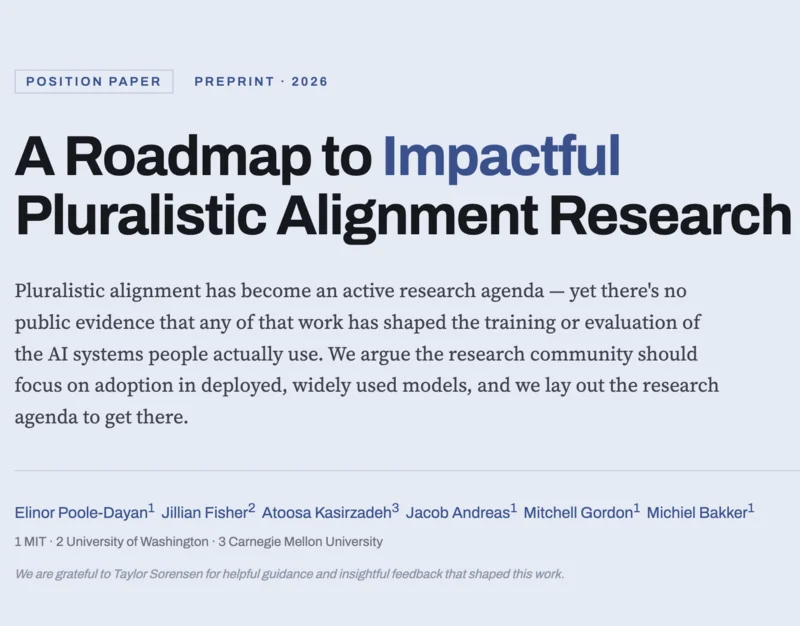 POSITION PAPER PREPRINT · 2026
A Roadmap to Impactful
Pluralistic Alignment Research
Pluralistic alignment has become an active research agenda — yet there's no
public evidence that any of that work has shaped the training or evaluation of
the AI systems people actually use. We argue the research community should
focus on adoption in deployed, widely used models, and we lay out the research
agenda to get there.
Elinor Poole-Dayan1 Jillian Fisher2 Atoosa Kasirzadeh3 Jacob Andreas1 Mitchell Gordon1 Michiel Bakker1
1 MIT · 2 University of Washington · 3 Carnegie Mellon University
We are grateful to Taylor Sorensen for helpful guidance and insightful feedback that shaped this work.